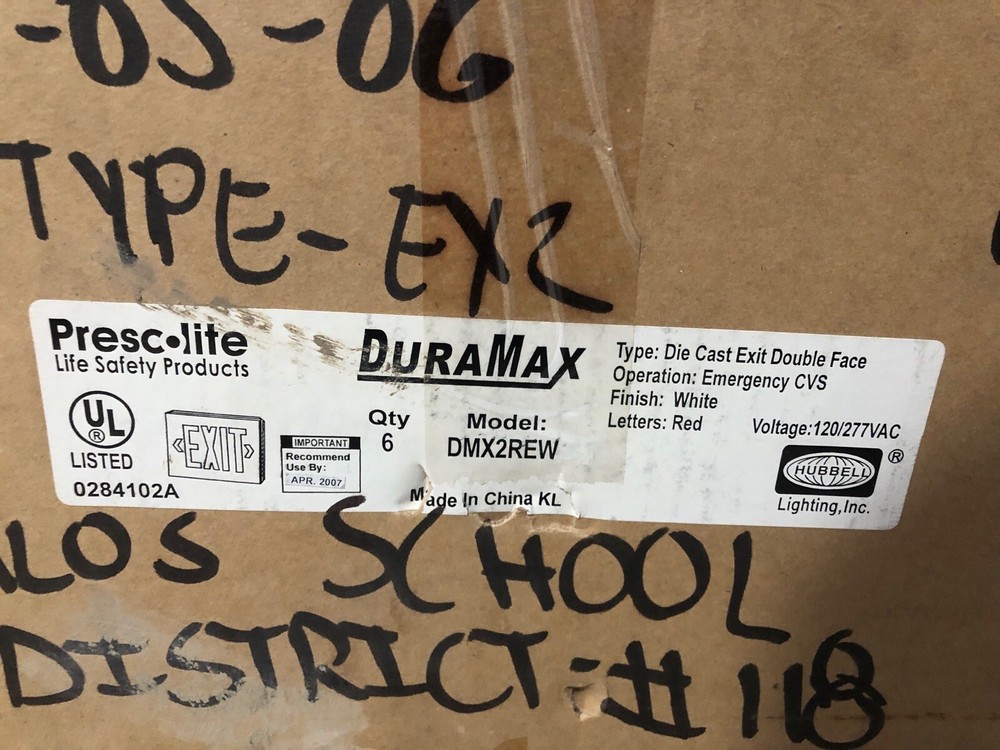 -05-06
TYPE-EX2
Prescolite
Life Safety Products
UL
®
LISTED
0284102A
EXIT
IMPORTANT
Recommend
Use By:
APR. 2007
DURAMAX
Qty
6
Model:
DMX2REW
Made In China KL
Type: Die Cast Exit Double Face
Operation: Emergency CVS
Finish: White
Letters: Red
Voltage:120/277VAC
HUBBELL ®
Lighting,Inc.
LOS SCHOOL
DISTRICT-#118